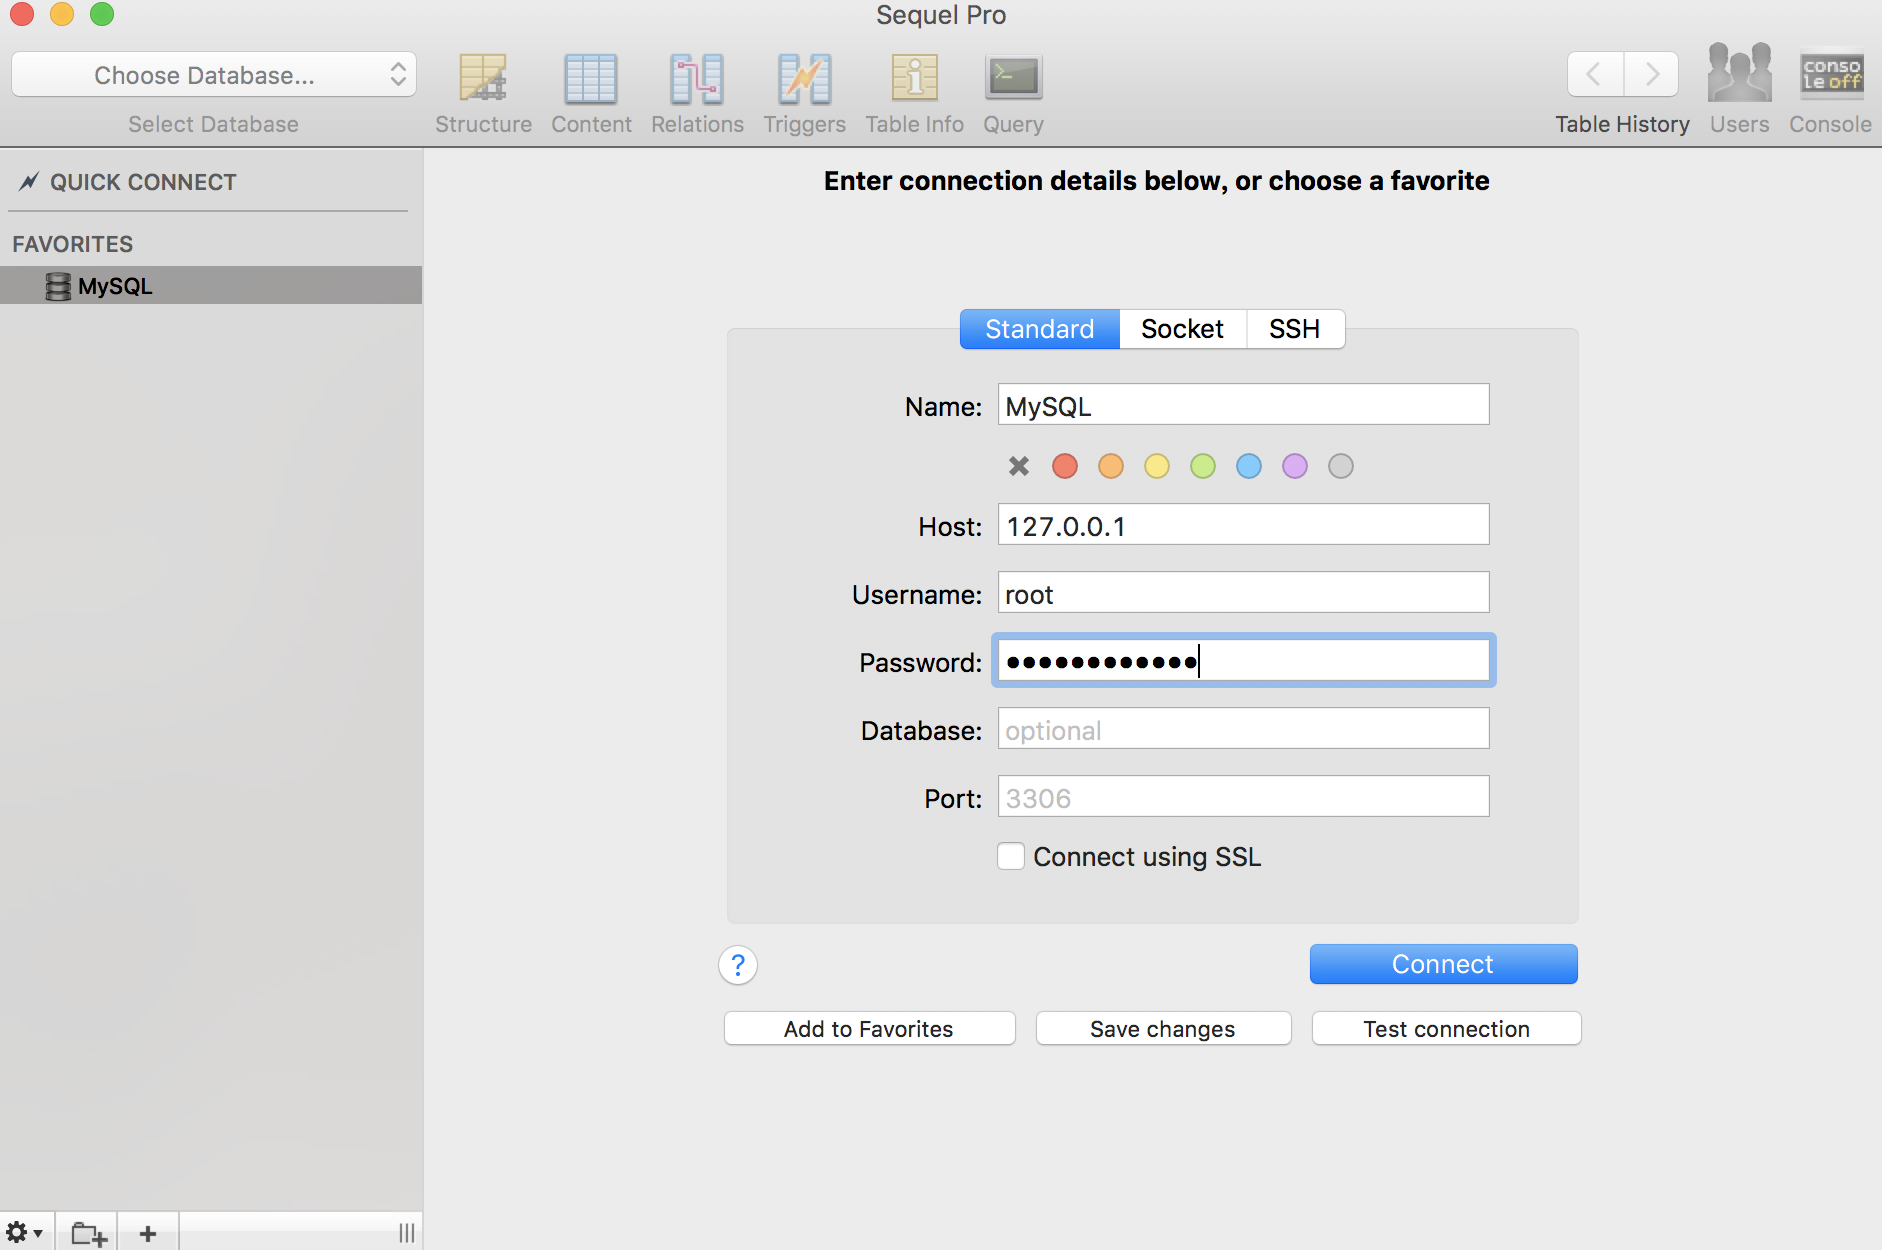 Sequel Pro
Choose Database...
Select Database
Structure
Content
Relations
Triggers
Table Info
Query
Table History
Users
conso
le off
Console
QUICK CONNECT
FAVORITES
MySQL
Enter connection details below, or choose a favorite
Standard
Socket
SSH
Name: MySQL
Host: 127.0.0.1
Username: root
Password: ••••••••••••
Database: optional
Port: 3306
Connect using SSL
?
Connect
Add to Favorites
Save changes
Test connection